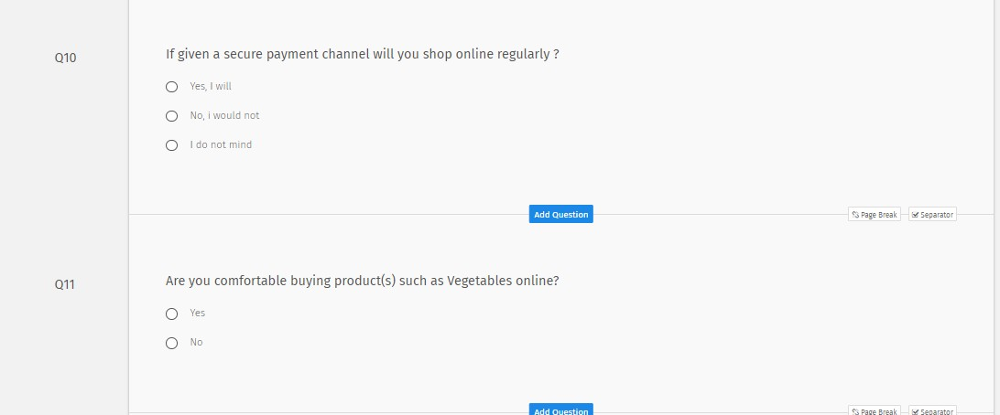 Q10
If given a secure payment channel will you shop online regularly ?
Yes, I will
No, i would not
I do not mind
Add Question
Page Break
Separator
Q11
Are you comfortable buying product(s) such as Vegetables online?
Yes
No
Add Question
Page Break
Separator